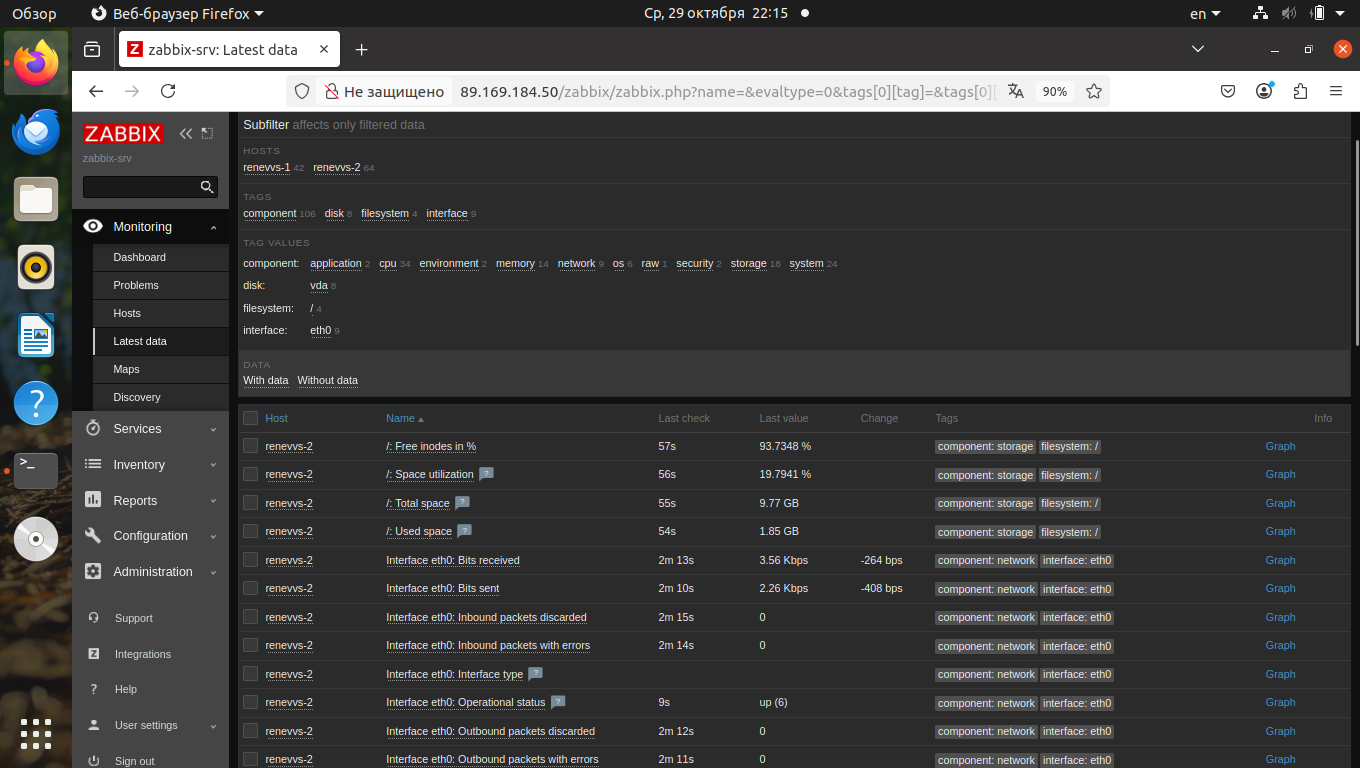 Обзор Веб-браузер Firefox Ср, 29 октября 22:15 en
zabbix-srv: Latest data
Не защищено 89.169.184.50/zabbix/zabbix.php?name=&evaltype=0&tags[0][tag]=&tags[0][ 90%
ZABBIX
zabbix-srv
Monitoring
Dashboard
Problems
Hosts
Latest data
Maps
Discovery
Services
Inventory
Reports
Configuration
Administration
Support
Integrations
Help
User settings
Sign out
Subfilter affects only filtered data
HOSTS
renevvs-1 42 renevvs-2 64
TAGS
component 106 disk 8 filesystem 4 interface 9
TAG VALUES
component: application 2 cpu 34 environment 2 memory 14 network 9 os 6 raw 1 security 2 storage 18 system 24
disk: vda 8
filesystem: / 4
interface: eth0 9
DATA
With data Without data
Host Name Last check Last value Change Tags Info
renevvs-2 /: Free inodes in % 57s 93.7348 % component: storage filesystem: / Graph
renevvs-2 /: Space utilization ? 56s 19.7941 % component: storage filesystem: / Graph
renevvs-2 /: Total space ? 55s 9.77 GB component: storage filesystem: / Graph
renevvs-2 /: Used space ? 54s 1.85 GB component: storage filesystem: / Graph
renevvs-2 Interface eth0: Bits received 2m 13s 3.56 Kbps -264 bps component: network interface: eth0 Graph
renevvs-2 Interface eth0: Bits sent 2m 10s 2.26 Kbps -408 bps component: network interface: eth0 Graph
renevvs-2 Interface eth0: Inbound packets discarded 2m 15s 0 component: network interface: eth0 Graph
renevvs-2 Interface eth0: Inbound packets with errors 2m 14s 0 component: network interface: eth0 Graph
renevvs-2 Interface eth0: Interface type ? component: network interface: eth0 Graph
renevvs-2 Interface eth0: Operational status ? 9s up (6) component: network interface: eth0 Graph
renevvs-2 Interface eth0: Outbound packets discarded 2m 12s 0 component: network interface: eth0 Graph
renevvs-2 Interface eth0: Outbound packets with errors 2m 11s 0 component: network interface: eth0 Graph